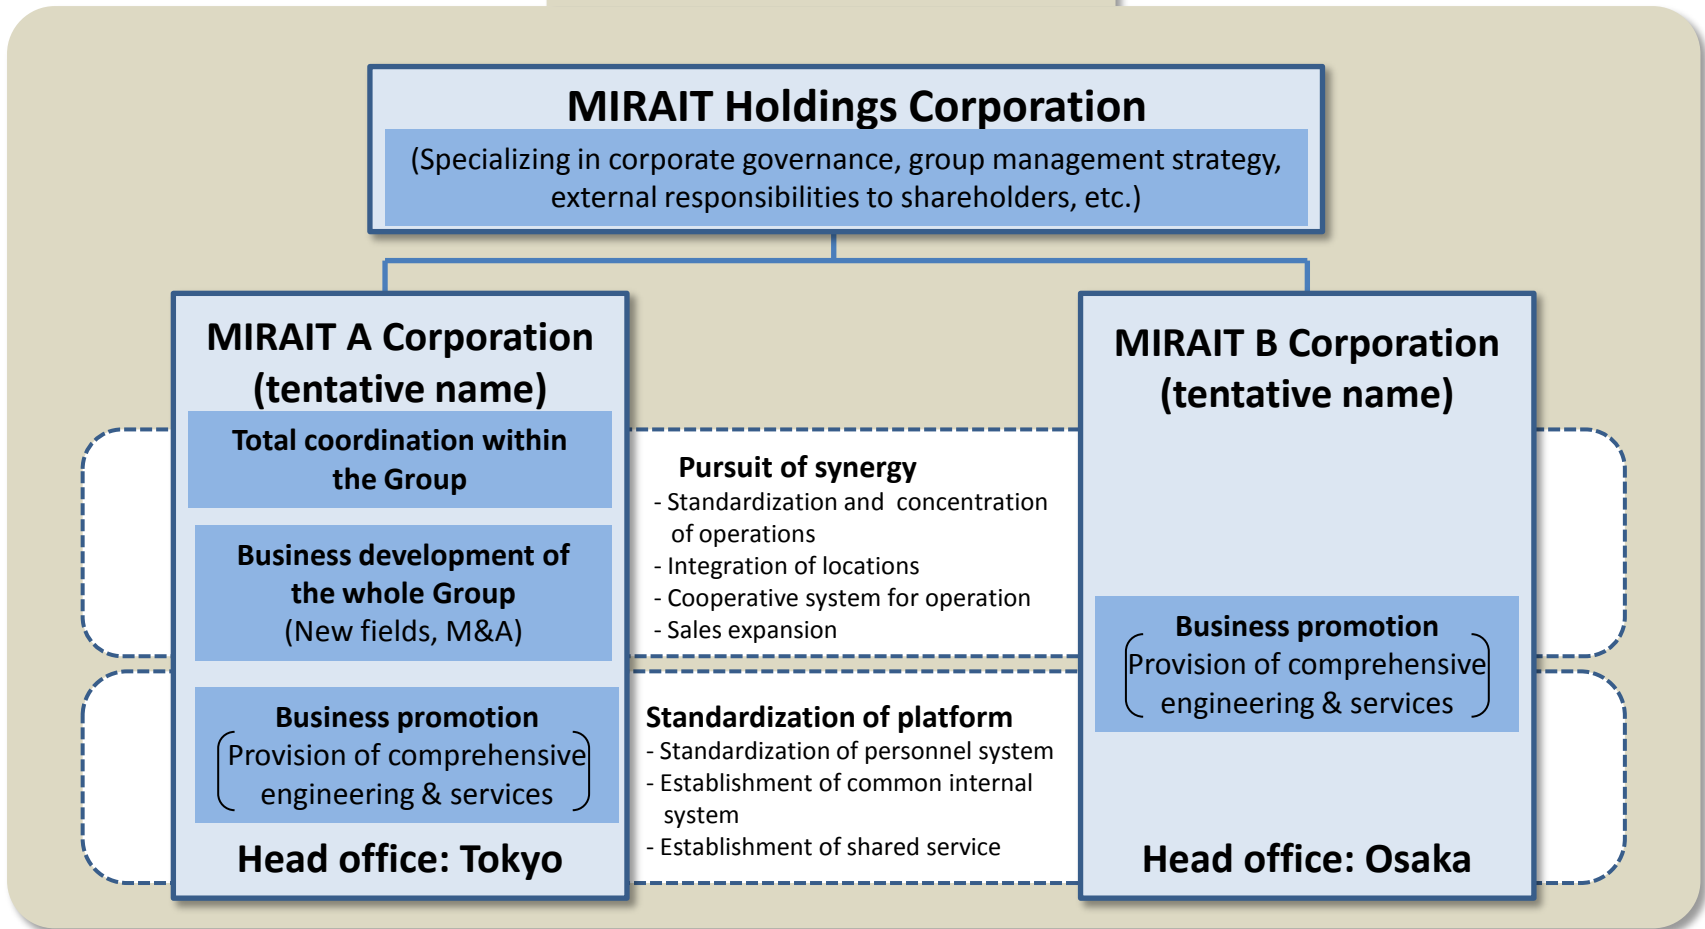 MIRAIT Holdings Corporation
(Specializing in corporate governance, group management strategy,
external responsibilities to shareholders, etc.)
MIRAIT A Corporation
(tentative name)
Total coordination within
the Group
Business development of
the whole Group
(New fields, M&A)
Business promotion
Provision of comprehensive
engineering & services
Head office: Tokyo
Pursuit of synergy
- Standardization and concentration
of operations
- Integration of locations
- Cooperative system for operation
- Sales expansion
Standardization of platform
- Standardization of personnel system
- Establishment of common internal
system
- Establishment of shared service
MIRAIT B Corporation
(tentative name)
Business promotion
Provision of comprehensive
engineering & services
Head office: Osaka